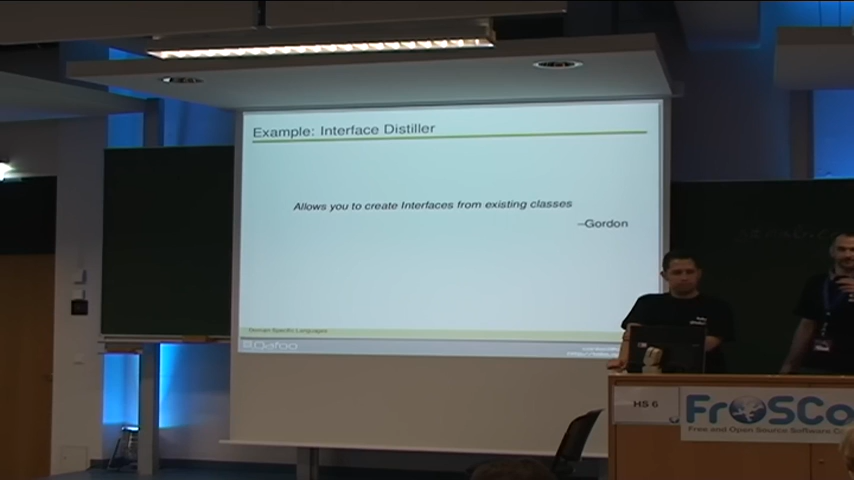 Example: Interface Distiller
Allows you to create Interfaces from existing classes
–Gordon
Domain Specific Languages
Qafoo
HS 6
FrOSCo
Free and Open Source Software Co